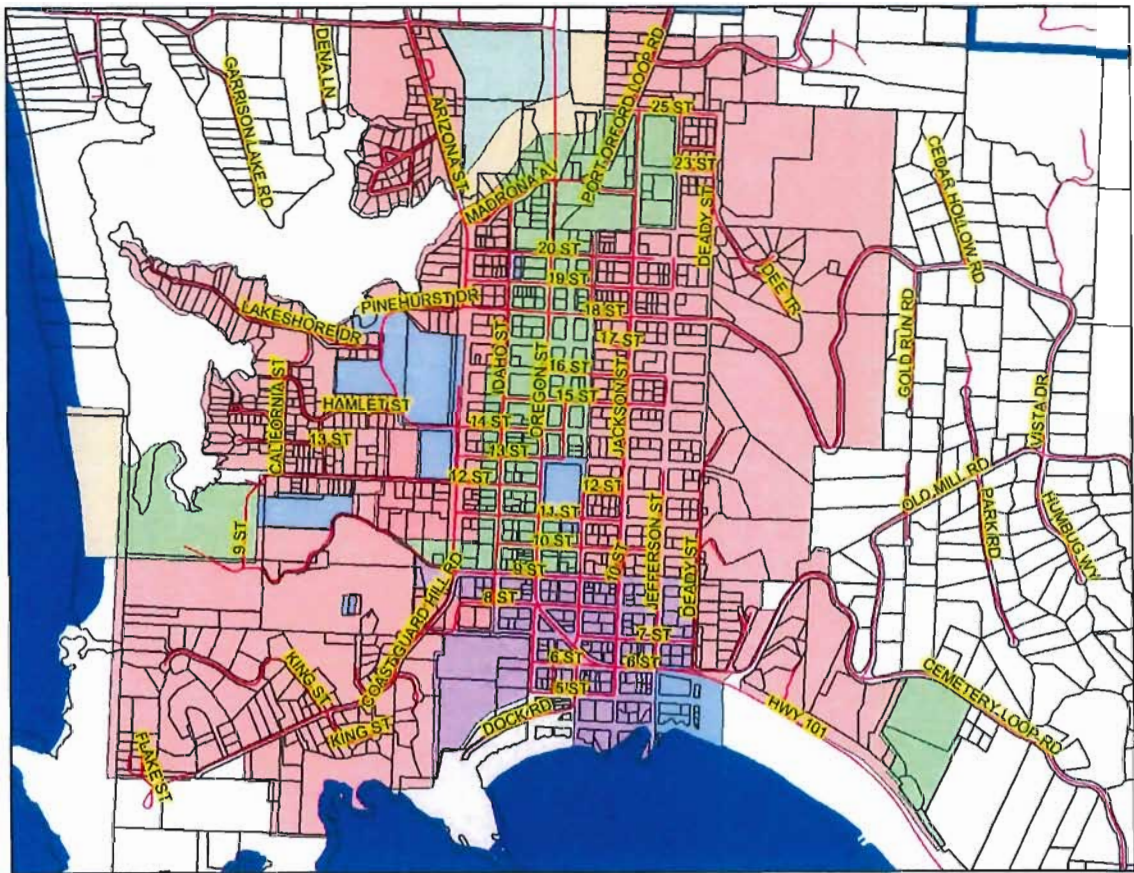 DENA LN
GARRISON LAKE RD
ARIZONA ST
PORT ORFORD LOOP RD
25 ST
23 ST
MADRONA AV
DEADY ST
CEDAR HOLLOW RD
20 ST
19 ST
DEE TR
PINEHURST DR
LAKESHORE DR
18 ST
17 ST
GOLD RUN RD
IDAHO ST
OREGON ST
JACKSON ST
16 ST
15 ST
CALIFORNIA ST
HAMLET ST
14 ST
13 ST
13 ST
VISTA DR
12 ST
12 ST
OLD MILL RD
PARK RD
HUMBUG WY
11 ST
9 ST
10 ST
10 ST
JEFFERSON ST
DEADY ST
9 ST
COAST GUARD HILL RD
8 ST
7 ST
6 ST
6 ST
KING ST
5 ST
CEMETERY LOOP RD
KING ST
DOCK RD
HWY 101
FLAKE ST